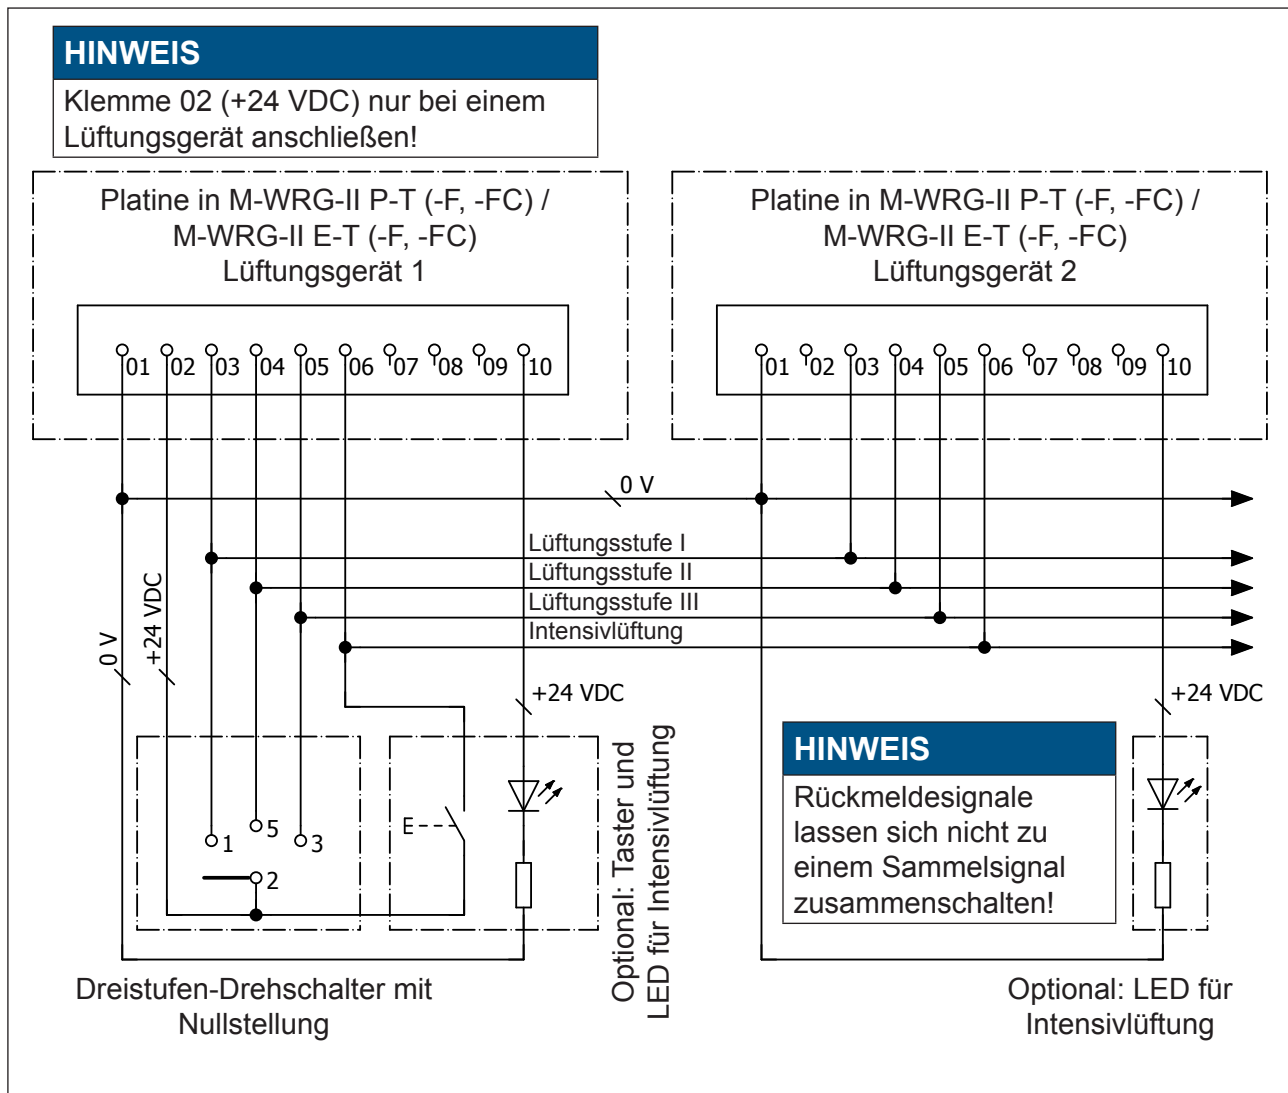 HINWEIS
Klemme 02 (+24 VDC) nur bei einem
Lüftungsgerät anschließen!
Platine in M-WRG-II P-T (-F, -FC) /
M-WRG-II E-T (-F, -FC)
Lüftungsgerät 1
01 02 03 04 05 06 07 08 09 10
Platine in M-WRG-II P-T (-F, -FC) /
M-WRG-II E-T (-F, -FC)
Lüftungsgerät 2
01 02 03 04 05 06 07 08 09 10
0 V
Lüftungsstufe I
Lüftungsstufe II
Lüftungsstufe III
Intensivlüftung
0 V
+24 VDC
+24 VDC
+24 VDC
1
5
3
2
E
Optional: Taster und
LED für Intensivlüftung
HINWEIS
Rückmeldesignale
lassen sich nicht zu
einem Sammelsignal
zusammenschalten!
Dreistufen-Drehschalter mit
Nullstellung
Optional: LED für
Intensivlüftung